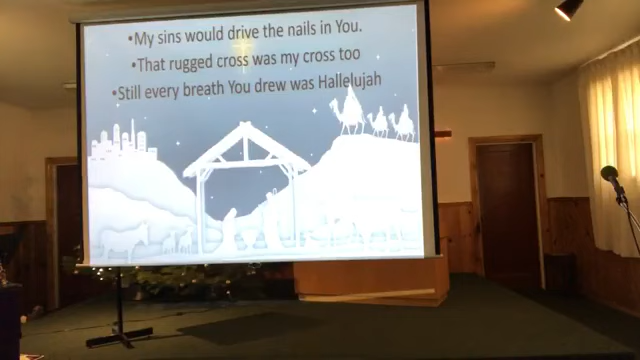 •My sins would drive the nails in You.
•That rugged cross was my cross too
•Still every breath You drew was Hallelujah